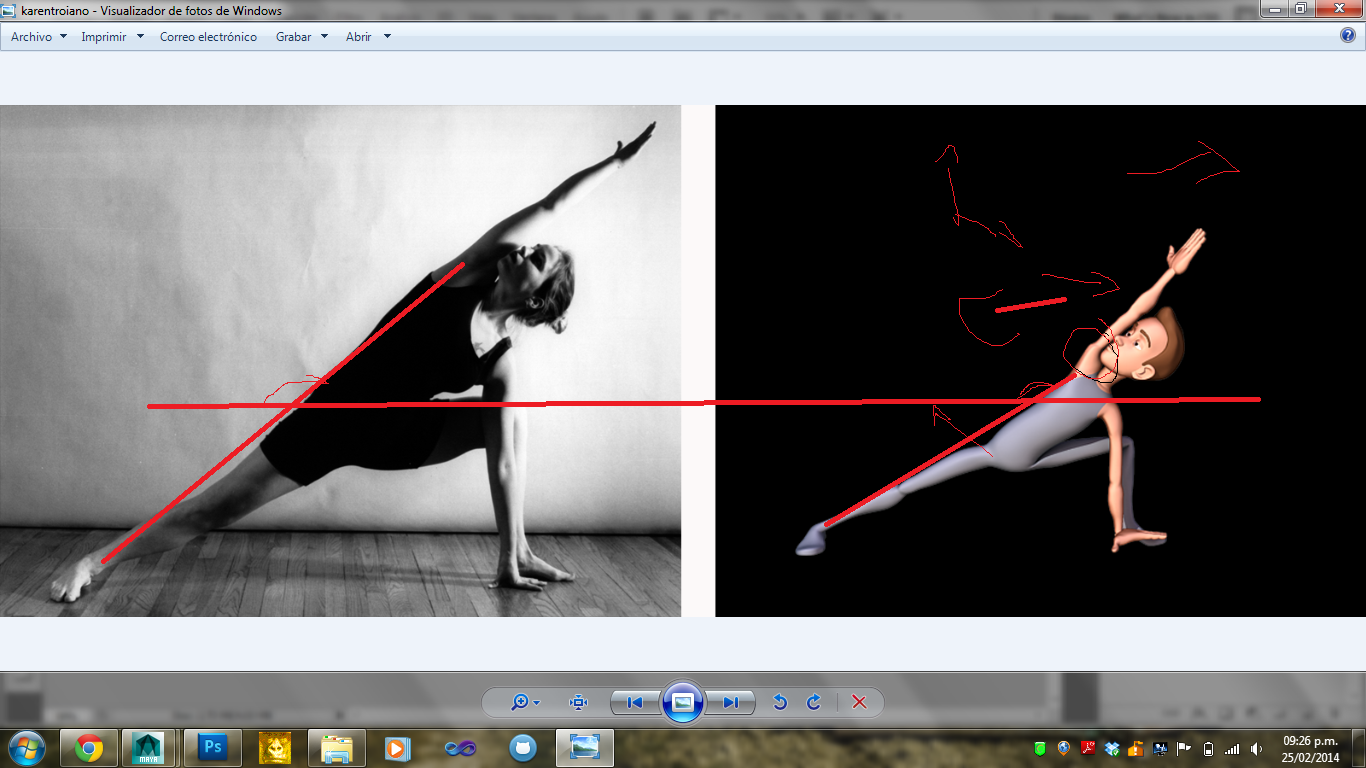 karentroiano - Visualizador de fotos de Windows
Archivo Imprimir Correo electrónico Grabar Abrir
MAYA
Ps
09:26 p.m.
25/02/2014